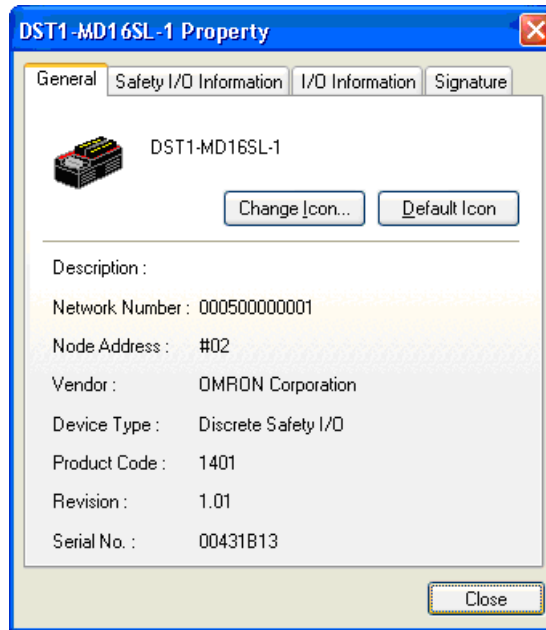 DST1-MD16SL-1 Property
General Safety I/O Information I/O Information Signature
DST1-MD16SL-1
Change Icon... Default Icon
Description :
Network Number : 000500000001
Node Address : #02
Vendor : OMRON Corporation
Device Type : Discrete Safety I/O
Product Code : 1401
Revision : 1.01
Serial No. : 00431B13
Close